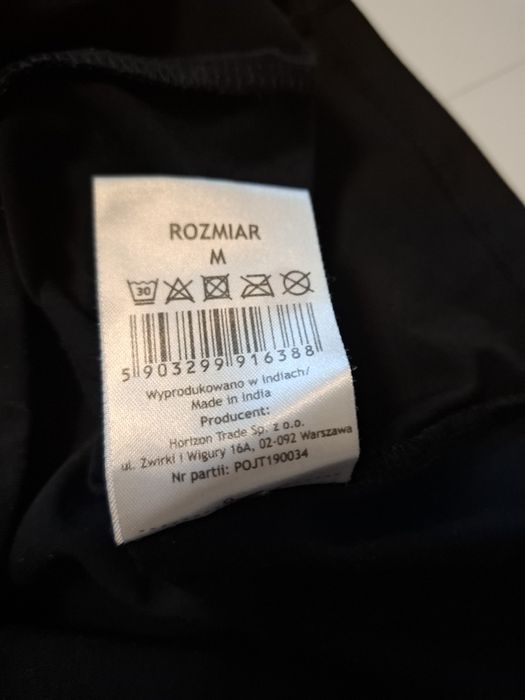 ROZMIAR
M
30
5 903299 916388
Wyprodukowano w Indiach/
Made in India
Producent:
Horizon Trade Sp. z o.o.
ul. Żwirki i Wigury 16A, 02-092 Warszawa
Nr partii: POJT190034